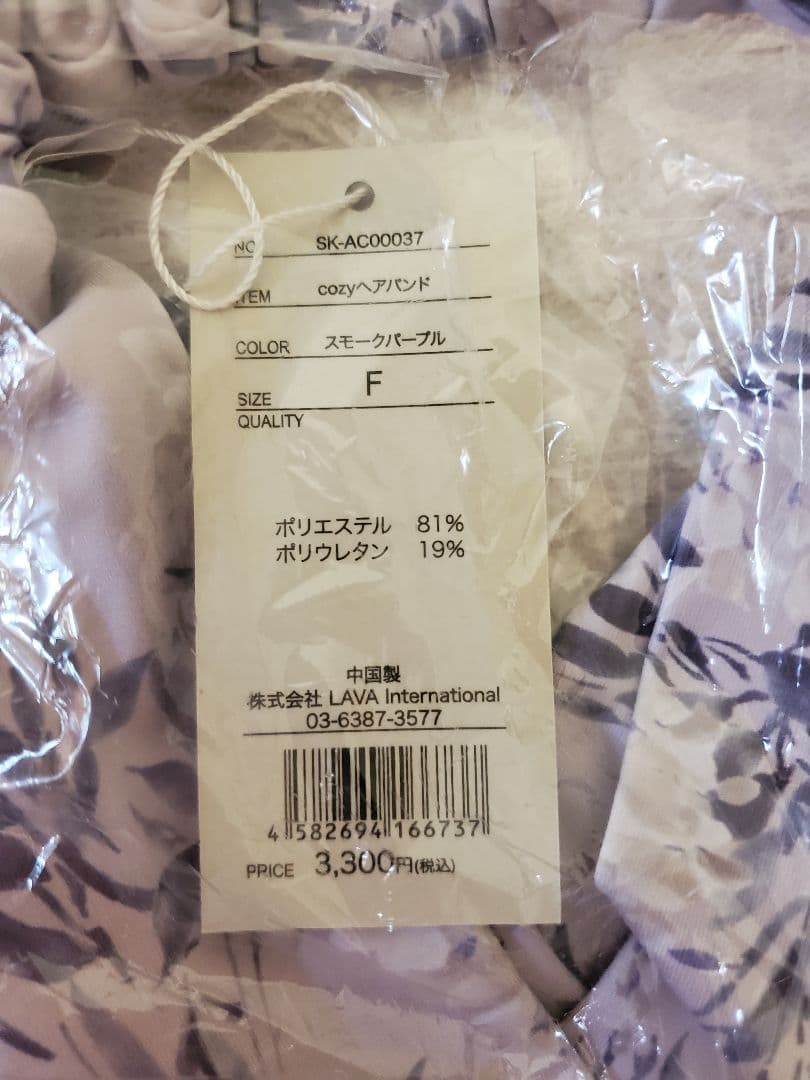 NO SK-AC00037
ITEM cozyヘアバンド
COLOR スモークパープル
SIZE F
QUALITY
ポリエステル 81%
ポリウレタン 19%
中国製
株式会社 LAVA International
03-6387-3577
4 582694 166737
PRICE 3,300円(税込)